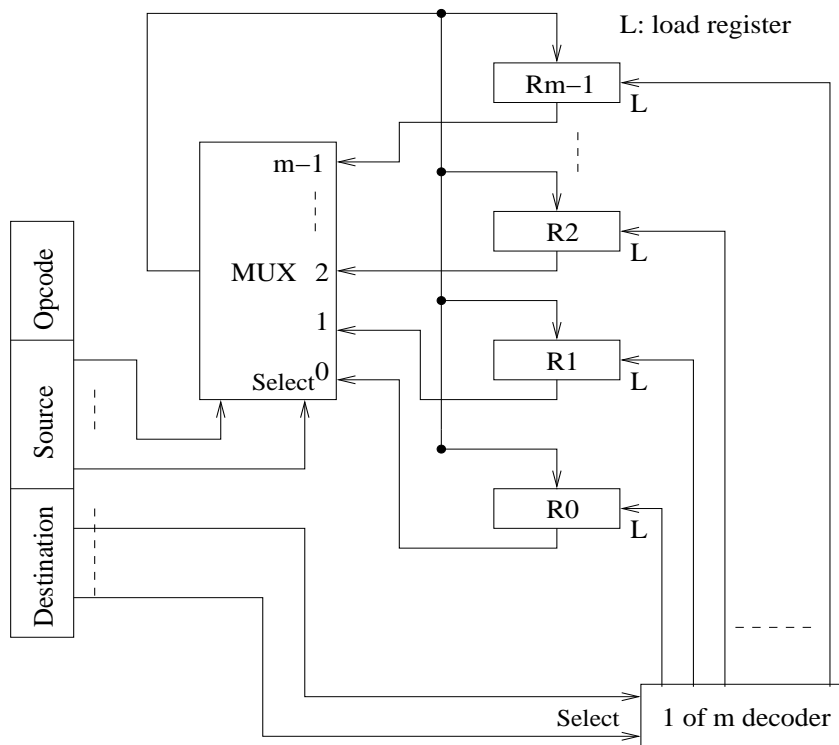 L: load register
Rm−1
L
m−1
R2
L
MUX 2
Opcode
1
R1
L
0
Select
Source
R0
L
Destination
Select
1 of m decoder